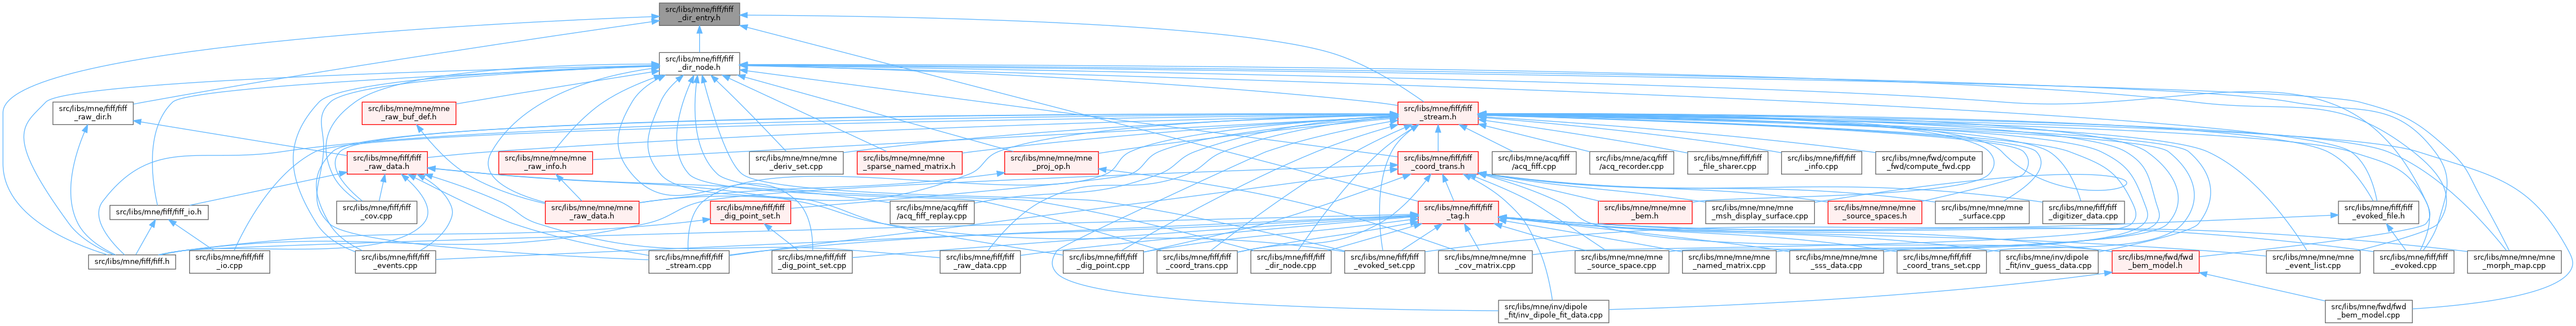 src/libs/mne/fiff/fiff
_dir_entry.h
src/libs/mne/fiff/fiff
_dir_node.h
src/libs/mne/fiff/fiff
_raw_dir.h
src/libs/mne/mne/mne
_raw_buf_def.h
src/libs/mne/fiff/fiff
_stream.h
src/libs/mne/fiff/fiff
_raw_data.h
src/libs/mne/mne/mne
_raw_info.h
src/libs/mne/mne/mne
_deriv_set.cpp
src/libs/mne/mne/mne
_sparse_named_matrix.h
src/libs/mne/mne/mne
_proj_op.h
src/libs/mne/fiff/fiff
_coord_trans.h
src/libs/mne/acq/fiff
/acq_fiff.cpp
src/libs/mne/acq/fiff
/acq_recorder.cpp
src/libs/mne/fiff/fiff
_file_sharer.cpp
src/libs/mne/fiff/fiff
_info.cpp
src/libs/mne/fwd/compute
_fwd/compute_fwd.cpp
src/libs/mne/fiff/fiff_io.h
src/libs/mne/fiff/fiff
_cov.cpp
src/libs/mne/mne/mne
_raw_data.h
src/libs/mne/fiff/fiff
_dig_point_set.h
src/libs/mne/acq/fiff
/acq_fiff_replay.cpp
src/libs/mne/fiff/fiff
_tag.h
src/libs/mne/mne/mne
_bem.h
src/libs/mne/mne/mne
_msh_display_surface.cpp
src/libs/mne/mne/mne
_source_spaces.h
src/libs/mne/mne/mne
_surface.cpp
src/libs/mne/fiff/fiff
_digitizer_data.cpp
src/libs/mne/fiff/fiff
_evoked_file.h
src/libs/mne/fiff/fiff.h
src/libs/mne/fiff/fiff
_io.cpp
src/libs/mne/fiff/fiff
_events.cpp
src/libs/mne/fiff/fiff
_stream.cpp
src/libs/mne/fiff/fiff
_dig_point_set.cpp
src/libs/mne/fiff/fiff
_raw_data.cpp
src/libs/mne/fiff/fiff
_dig_point.cpp
src/libs/mne/fiff/fiff
_coord_trans.cpp
src/libs/mne/fiff/fiff
_dir_node.cpp
src/libs/mne/fiff/fiff
_evoked_set.cpp
src/libs/mne/mne/mne
_cov_matrix.cpp
src/libs/mne/mne/mne
_source_space.cpp
src/libs/mne/mne/mne
_named_matrix.cpp
src/libs/mne/mne/mne
_sss_data.cpp
src/libs/mne/fiff/fiff
_coord_trans_set.cpp
src/libs/mne/inv/dipole
_fit/inv_guess_data.cpp
src/libs/mne/fwd/fwd
_bem_model.h
src/libs/mne/mne/mne
_event_list.cpp
src/libs/mne/fiff/fiff
_evoked.cpp
src/libs/mne/mne/mne
_morph_map.cpp
src/libs/mne/inv/dipole
_fit/inv_dipole_fit_data.cpp
src/libs/mne/fwd/fwd
_bem_model.cpp